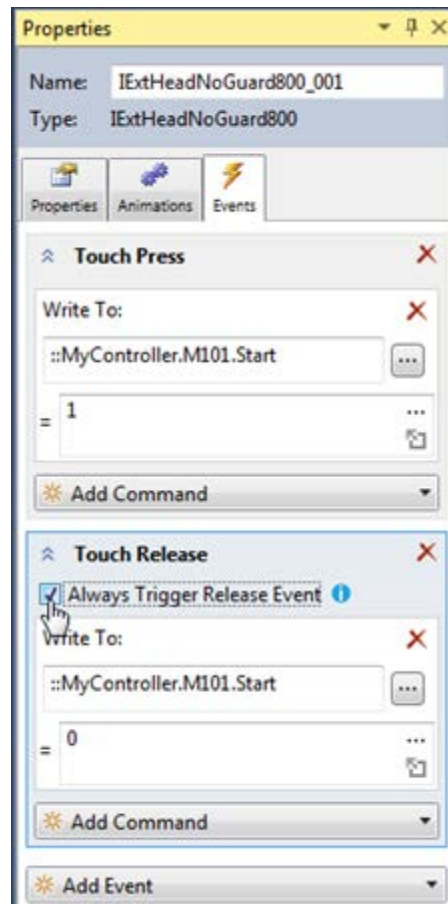 Properties
Name: IExtHeadNoGuard800_001
Type: IExtHeadNoGuard800
Properties Animations Events
Touch Press
Write To:
::MyController.M101.Start ...
= 1 ...
Add Command
Touch Release
Always Trigger Release Event
Write To:
::MyController.M101.Start ...
= 0 ...
Add Command
Add Event